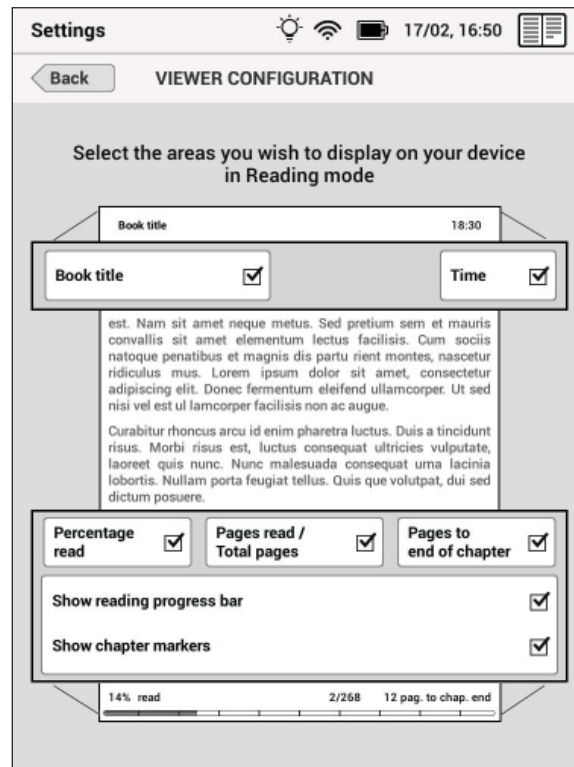 Settings 17/02, 16:50
Back VIEWER CONFIGURATION
Select the areas you wish to display on your device
in Reading mode
Book title 18:30
Book title Time
est. Nam sit amet neque metus. Sed pretium sem et mauris
convallis sit amet elementum lectus facilisis. Cum sociis
natoque penatibus et magnis dis partu rient montes, nascetur
ridiculus mus. Lorem ipsum dolor sit amet, consectetur
adipiscing elit. Donec fermentum eleifend ullamcorper. Ut sed
nisi vel est ul lamcorper facilisis non ac augue.
Curabitur rhoncus arcu id enim pharetra luctus. Duis a tincidunt
risus. Morbi risus est, luctus consequat ultricies vulputate,
laoreet quis nunc. Nunc malesuada consequat urna lacinia
lobortis. Nullam porta feugiat tellus. Quis que volutpat, dui sed
dictum posuere.
Percentage
read
Pages read /
Total pages
Pages to
end of chapter
Show reading progress bar
Show chapter markers
14% read 2/268 12 pag. to chap. end